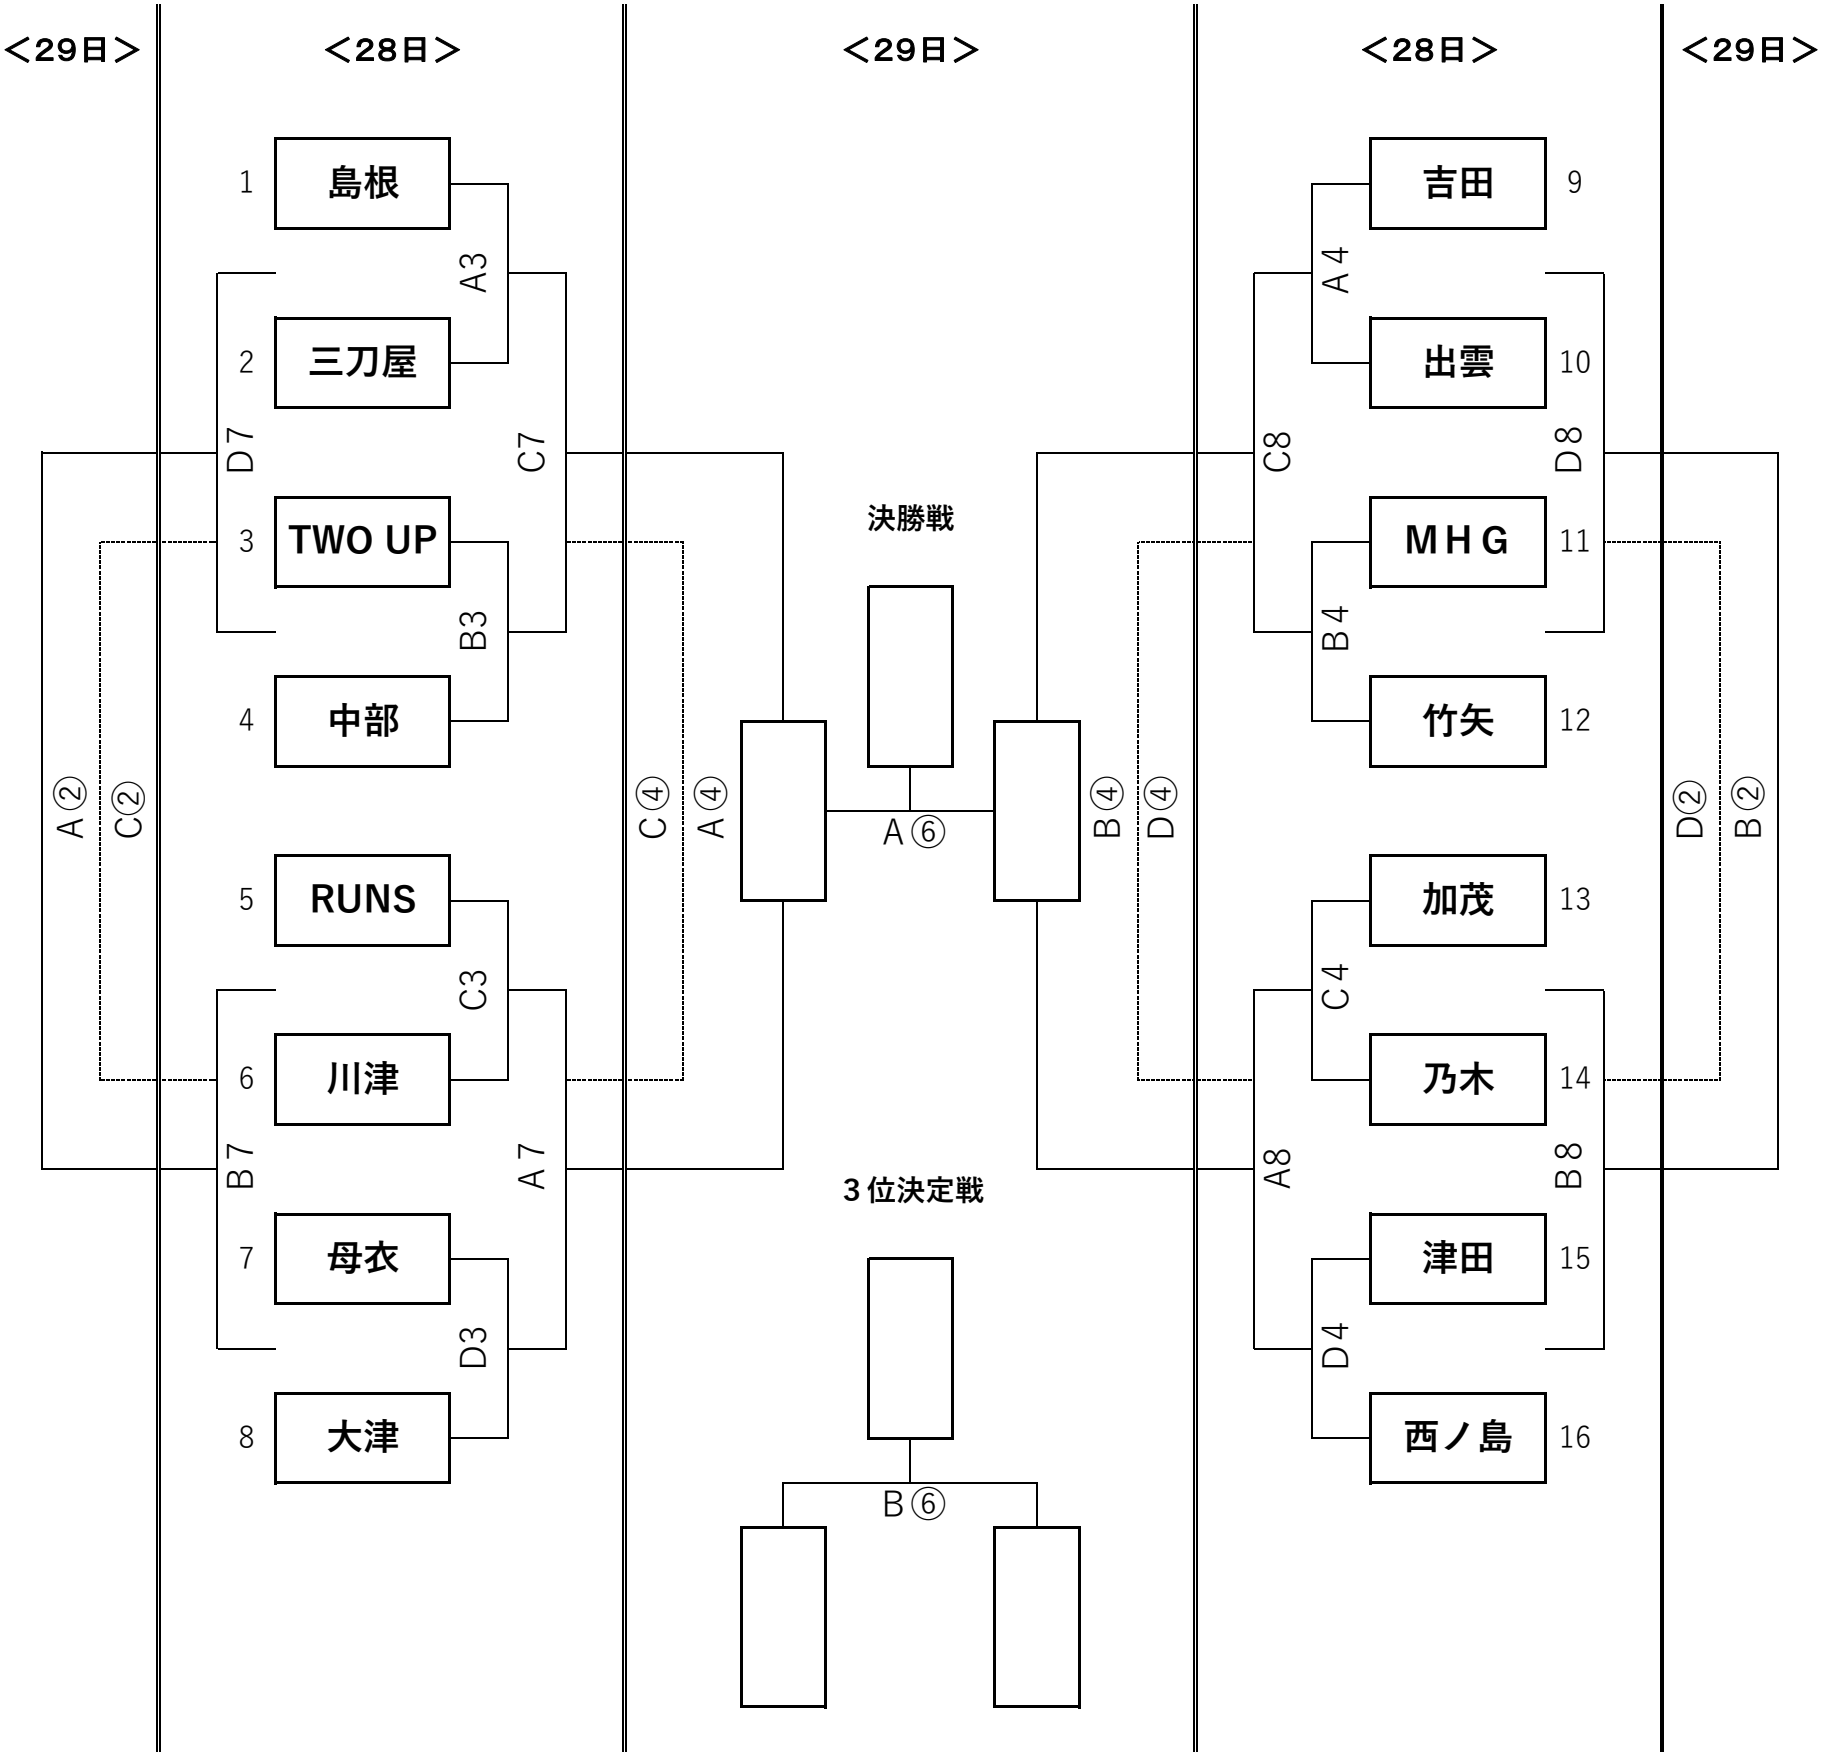 ＜29日＞
＜28日＞
＜29日＞
＜28日＞
＜29日＞
1 島根
A3
2 三刀屋
D7
C7
3 TWO UP
B3
4 中部
A②
C②
C④
A④
5 RUNS
C3
6 川津
B7
A7
7 母衣
D3
8 大津
決勝戦
A⑥
３位決定戦
B⑥
吉田 9
A4
出雲 10
C8
D8
ＭＨＧ 11
B4
竹矢 12
B④
D④
D②
B②
加茂 13
C4
乃木 14
A8
B8
津田 15
D4
西ノ島 16